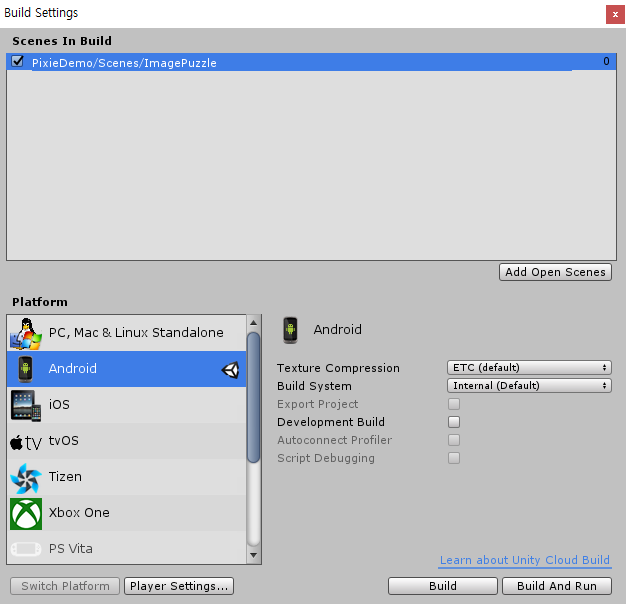 Build Settings
x
Scenes In Build
PixieDemo/Scenes/ImagePuzzle 0
Add Open Scenes
Platform
PC, Mac & Linux Standalone
Android
iOS
tv tvOS
Tizen
Xbox One
PS Vita
Android
Texture Compression ETC (default)
Build System Internal (Default)
Export Project
Development Build
Autoconnect Profiler
Script Debugging
Learn about Unity Cloud Build
Switch Platform Player Settings... Build Build And Run